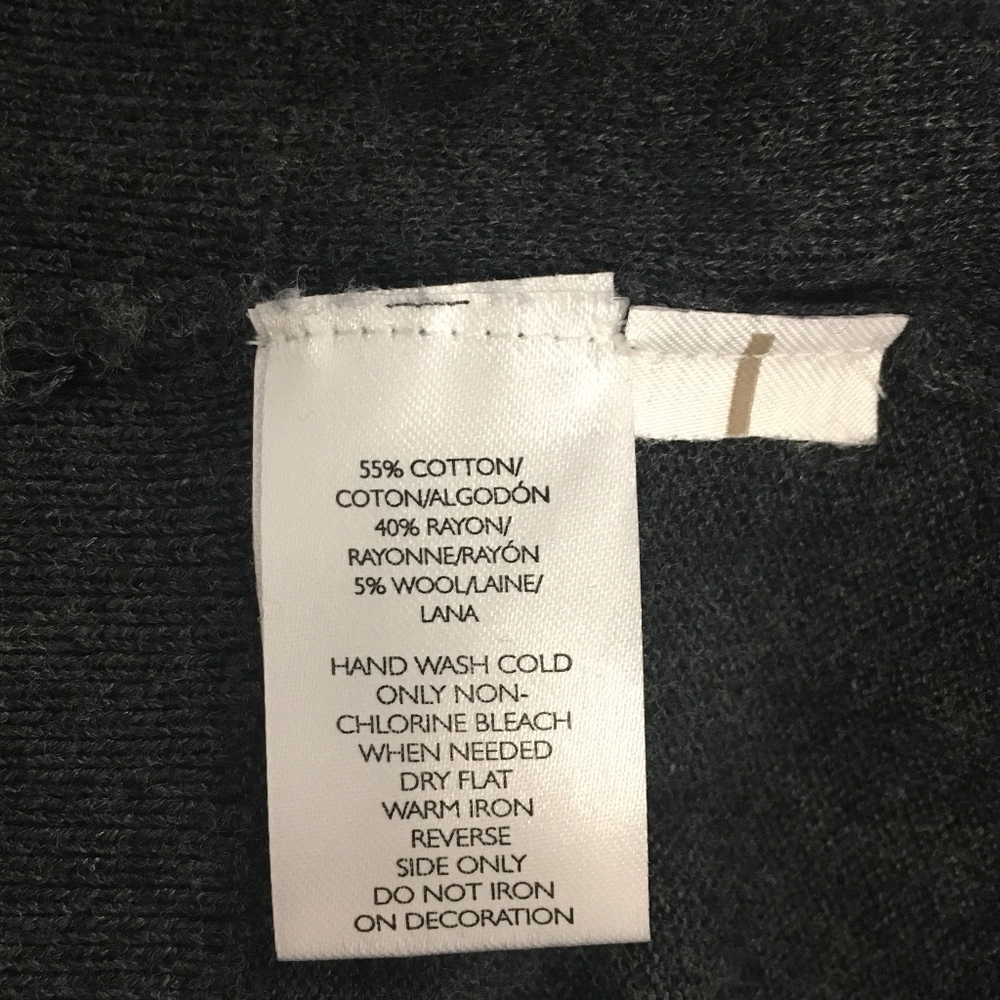 55% COTTON/
COTON/ALGODÓN
40% RAYON/
RAYONNE/RAYÓN
5% WOOL/LAINE/
LANA
HAND WASH COLD
ONLY NON-
CHLORINE BLEACH
WHEN NEEDED
DRY FLAT
WARM IRON
REVERSE
SIDE ONLY
DO NOT IRON
ON DECORATION